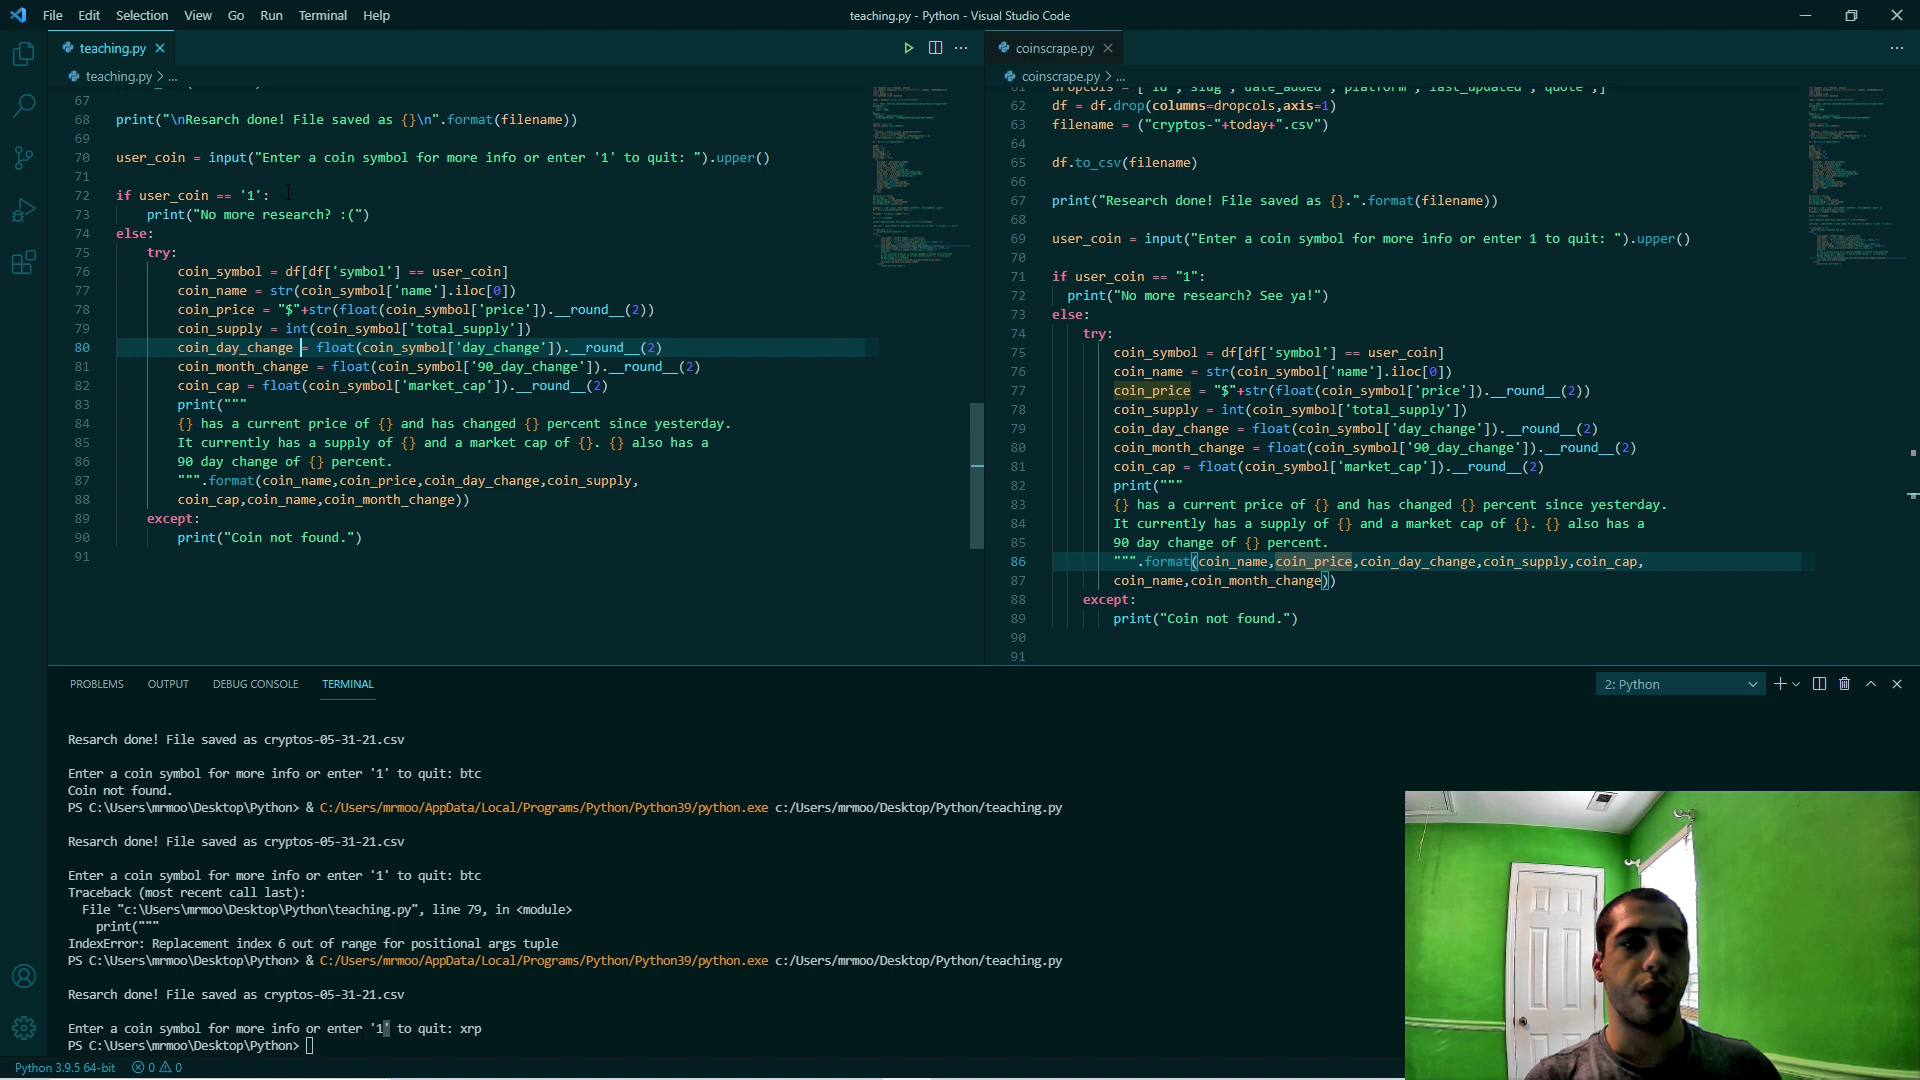 File Edit Selection View Go Run Terminal Help
teaching.py - Python - Visual Studio Code
teaching.py
teaching.py > ...
67
68 print("\nResarch done! File saved as {}\n".format(filename))
69
70 user_coin = input("Enter a coin symbol for more info or enter '1' to quit: ").upper()
71
72 if user_coin == '1':
73 print("No more research? :(")
74 else:
75 try:
76 coin_symbol = df[df['symbol'] == user_coin]
77 coin_name = str(coin_symbol['name'].iloc[0])
78 coin_price = "$"+str(float(coin_symbol['price']).__round__(2))
79 coin_supply = int(coin_symbol['total_supply'])
80 coin_day_change = float(coin_symbol['day_change']).__round__(2)
81 coin_month_change = float(coin_symbol['90_day_change']).__round__(2)
82 coin_cap = float(coin_symbol['market_cap']).__round__(2)
83 print("""
84 {} has a current price of {} and has changed {} percent since yesterday.
85 It currently has a supply of {} and a market cap of {}. {} also has a
86 90 day change of {} percent.
87 """.format(coin_name,coin_price,coin_day_change,coin_supply,
88 coin_cap,coin_name,coin_month_change))
89 except:
90 print("Coin not found.")
91
coinscrape.py
coinscrape.py > ...
61 dropcols = ['id','slug','date_added','platform','last_updated','quote',]
62 df = df.drop(columns=dropcols,axis=1)
63 filename = ("cryptos-"+today+".csv")
64
65 df.to_csv(filename)
66
67 print("Research done! File saved as {}.".format(filename))
68
69 user_coin = input("Enter a coin symbol for more info or enter 1 to quit: ").upper()
70
71 if user_coin == "1":
72 print("No more research? See ya!")
73 else:
74 try:
75 coin_symbol = df[df['symbol'] == user_coin]
76 coin_name = str(coin_symbol['name'].iloc[0])
77 coin_price = "$"+str(float(coin_symbol['price']).__round__(2))
78 coin_supply = int(coin_symbol['total_supply'])
79 coin_day_change = float(coin_symbol['day_change']).__round__(2)
80 coin_month_change = float(coin_symbol['90_day_change']).__round__(2)
81 coin_cap = float(coin_symbol['market_cap']).__round__(2)
82 print("""
83 {} has a current price of {} and has changed {} percent since yesterday.
84 It currently has a supply of {} and a market cap of {}. {} also has a
85 90 day change of {} percent.
86 """.format(coin_name,coin_price,coin_day_change,coin_supply,coin_cap,
87 coin_name,coin_month_change))
88 except:
89 print("Coin not found.")
90
91
PROBLEMS OUTPUT DEBUG CONSOLE TERMINAL
2: Python
Resarch done! File saved as cryptos-05-31-21.csv
Enter a coin symbol for more info or enter '1' to quit: btc
Coin not found.
PS C:\Users\mrmoo\Desktop\Python> & C:/Users/mrmoo/AppData/Local/Programs/Python/Python39/python.exe c:/Users/mrmoo/Desktop/Python/teaching.py
Resarch done! File saved as cryptos-05-31-21.csv
Enter a coin symbol for more info or enter '1' to quit: btc
Traceback (most recent call last):
File "c:\Users\mrmoo\Desktop\Python\teaching.py", line 79, in <module>
print("""
IndexError: Replacement index 6 out of range for positional args tuple
PS C:\Users\mrmoo\Desktop\Python> & C:/Users/mrmoo/AppData/Local/Programs/Python/Python39/python.exe c:/Users/mrmoo/Desktop/Python/teaching.py
Resarch done! File saved as cryptos-05-31-21.csv
Enter a coin symbol for more info or enter '1' to quit: xrp
PS C:\Users\mrmoo\Desktop\Python>
Python 3.9.5 64-bit 0 0